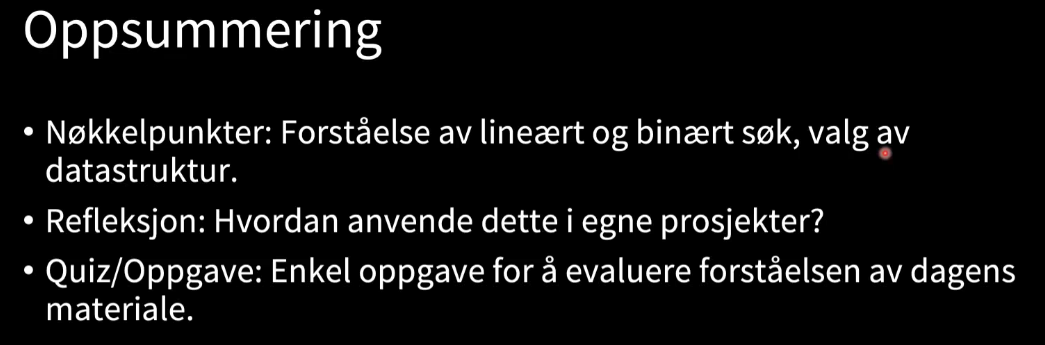 Oppsummering
• Nøkkelpunkter: Forståelse av lineært og binært søk, valg av
datastruktur.
• Refleksjon: Hvordan anvende dette i egne prosjekter?
• Quiz/Oppgave: Enkel oppgave for å evaluere forståelsen av dagens
materiale.